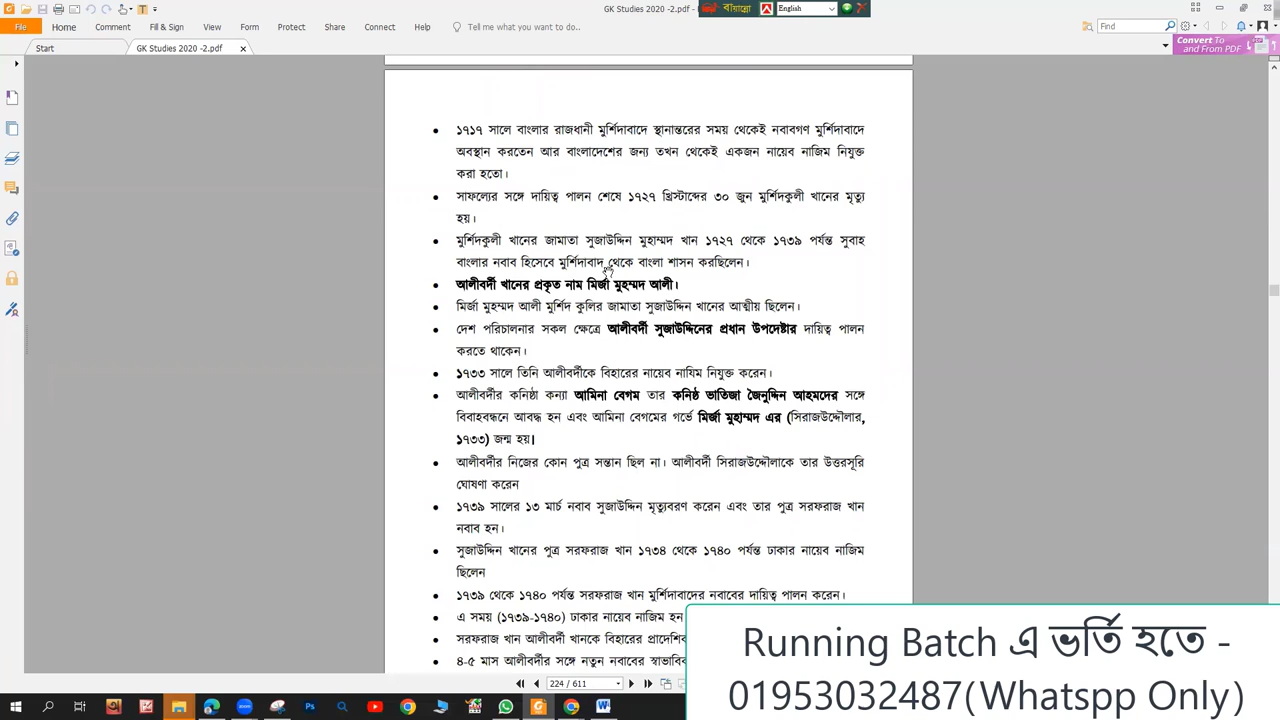 GK Studies 2020 -2.pdf -
বাংলা
English
File Home Comment Fill & Sign View Form Protect Share Connect Help Tell me what you want to do... Find
Start GK Studies 2020 -2.pdf
Convert To
and From PDF
• ১৭১৭ সালে বাংলার রাজধানী মুর্শিদাবাদে স্থানান্তরের সময় থেকেই নবাবগণ মুর্শিদাবাদে
অবস্থান করতেন আর বাংলাদেশের জন্য তখন থেকেই একজন নায়েব নাজিম নিযুক্ত
করা হতো।
• সাফল্যের সঙ্গে দায়িত্ব পালন শেষে ১৭২৭ খ্রিস্টাব্দের ৩০ জুন মুর্শিদকুলী খানের মৃত্যু
হয়।
• মুর্শিদকুলী খানের জামাতা সুজাউদ্দিন মুহাম্মদ খান ১৭২৭ থেকে ১৭৩৯ পর্যন্ত সুবাহ
বাংলার নবাব হিসেবে মুর্শিদাবাদ থেকে বাংলা শাসন করছিলেন।
• আলীবর্দী খানের প্রকৃত নাম মির্জা মুহম্মদ আলী।
• মির্জা মুহম্মদ আলী মুর্শিদ কুলির জামাতা সুজাউদ্দিন খানের আত্মীয় ছিলেন।
• দেশ পরিচালনার সকল ক্ষেত্রে আলীবর্দী সুজাউদ্দিনের প্রধান উপদেষ্টার দায়িত্ব পালন
করতে থাকেন।
• ১৭৩৩ সালে তিনি আলীবর্দীকে বিহারের নায়েব নাযিম নিযুক্ত করেন।
• আলীবর্দীর কনিষ্ঠা কন্যা আমিনা বেগম তার কনিষ্ঠ ভাতিজা জৈনুদ্দিন আহমদের সঙ্গে
বিবাহবন্ধনে আবদ্ধ হন এবং আমিনা বেগমের গর্ভে মির্জা মুহাম্মদ এর (সিরাজউদ্দৌলার,
১৭৩৩) জন্ম হয়।
• আলীবর্দীর নিজের কোন পুত্র সন্তান ছিল না। আলীবর্দী সিরাজউদ্দৌলাকে তার উত্তরসূরি
ঘোষণা করেন
• ১৭৩৯ সালের ১৩ মার্চ নবাব সুজাউদ্দিন মৃত্যুবরণ করেন এবং তার পুত্র সরফরাজ খান
নবাব হন।
• সুজাউদ্দিন খানের পুত্র সরফরাজ খান ১৭৩৪ থেকে ১৭৪০ পর্যন্ত ঢাকার নায়েব নাজিম
ছিলেন
• ১৭৩৯ থেকে ১৭৪০ পর্যন্ত সরফরাজ খান মুর্শিদাবাদের নবাবের দায়িত্ব পালন করেন।
• এ সময় (১৭৩৯-১৭৪০) ঢাকার নায়েব নাজিম হন
• সরফরাজ খান আলীবর্দী খানকে বিহারের
• ৪-৫ মাস আলীবর্দীর সঙ্গে নতুন নবাবের
224 / 611
Running Batch এ ভর্তি হতে -
01953032487(Whatspp Only)